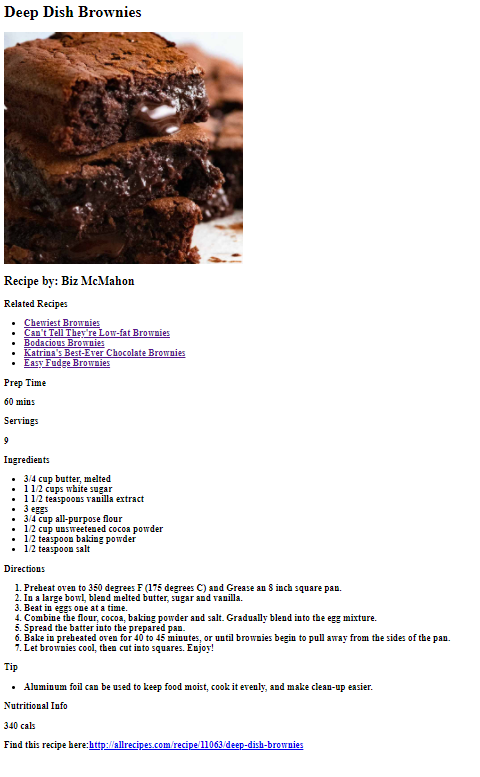 Deep Dish Brownies
Recipe by: Biz McMahon
Related Recipes
Chewiest Brownies
Can't Tell They're Low-fat Brownies
Bodacious Brownies
Katrina's Best-Ever Chocolate Brownies
Easy Fudge Brownies
Prep Time
60 mins
Servings
9
Ingredients
3/4 cup butter, melted
1 1/2 cups white sugar
1 1/2 teaspoons vanilla extract
3 eggs
3/4 cup all-purpose flour
1/2 cup unsweetened cocoa powder
1/2 teaspoon baking powder
1/2 teaspoon salt
Directions
1. Preheat oven to 350 degrees F (175 degrees C) and Grease an 8 inch square pan.
2. In a large bowl, blend melted butter, sugar and vanilla.
3. Beat in eggs one at a time.
4. Combine the flour, cocoa, baking powder and salt. Gradually blend into the egg mixture.
5. Spread the batter into the prepared pan.
6. Bake in preheated oven for 40 to 45 minutes, or until brownies begin to pull away from the sides of the pan.
7. Let brownies cool, then cut into squares. Enjoy!
Tip
Aluminum foil can be used to keep food moist, cook it evenly, and make clean-up easier.
Nutritional Info
340 cals
Find this recipe here:http://allrecipes.com/recipe/11063/deep-dish-brownies